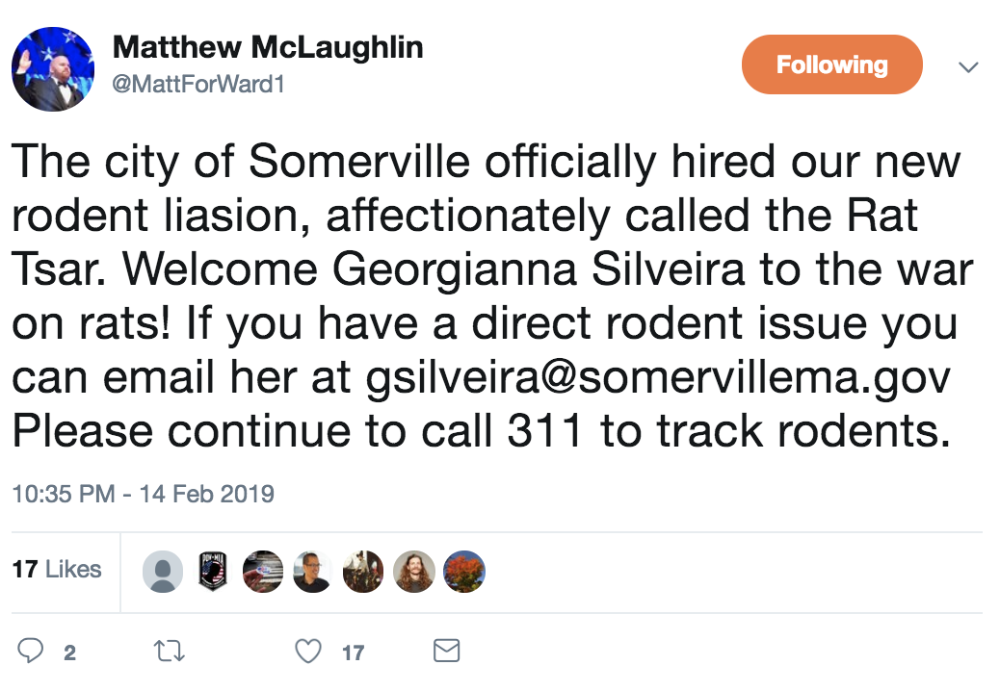 Matthew McLaughlin
@MattForWard1
Following
The city of Somerville officially hired our new
rodent liasion, affectionately called the Rat
Tsar. Welcome Georgianna Silveira to the war
on rats! If you have a direct rodent issue you
can email her at gsilveira@somervillema.gov
Please continue to call 311 to track rodents.
10:35 PM - 14 Feb 2019
17 Likes
POW-MIA
2
17